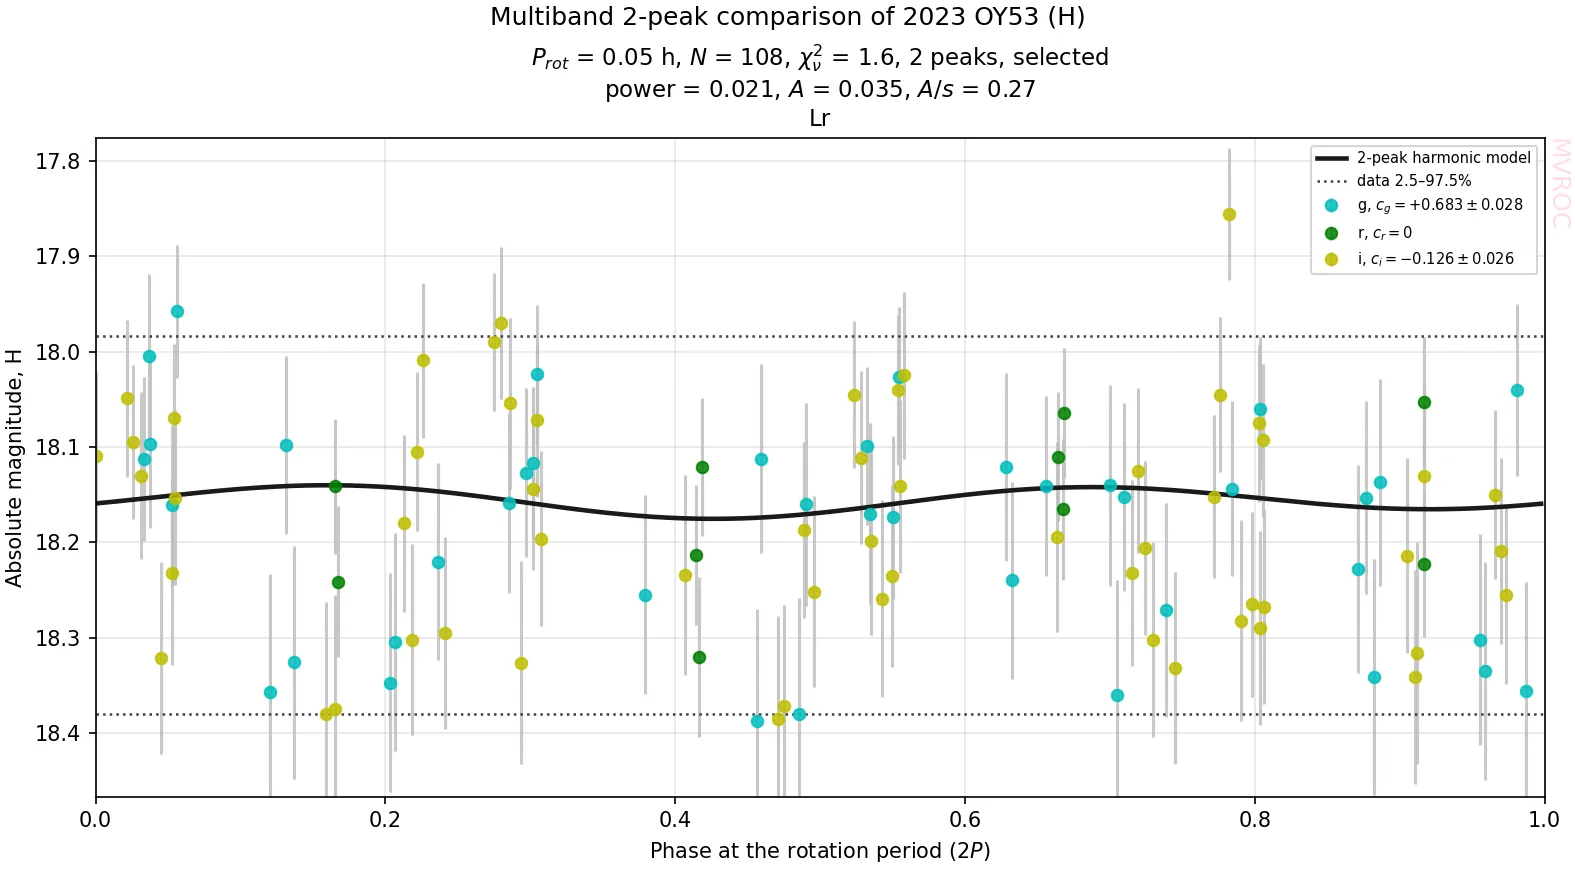 Multiband 2-peak comparison of 2023 OY53 (H)
P_rot = 0.05 h, N = 108, χ²_ν = 1.6, 2 peaks, selected
power = 0.021, A = 0.035, A/s = 0.27
Lr
MVROC
2-peak harmonic model
data 2.5–97.5%
g, c_g = +0.683 ± 0.028
r, c_r = 0
i, c_i = −0.126 ± 0.026
Absolute magnitude, H
17.8
17.9
18.0
18.1
18.2
18.3
18.4
0.0 0.2 0.4 0.6 0.8 1.0
Phase at the rotation period (2P)